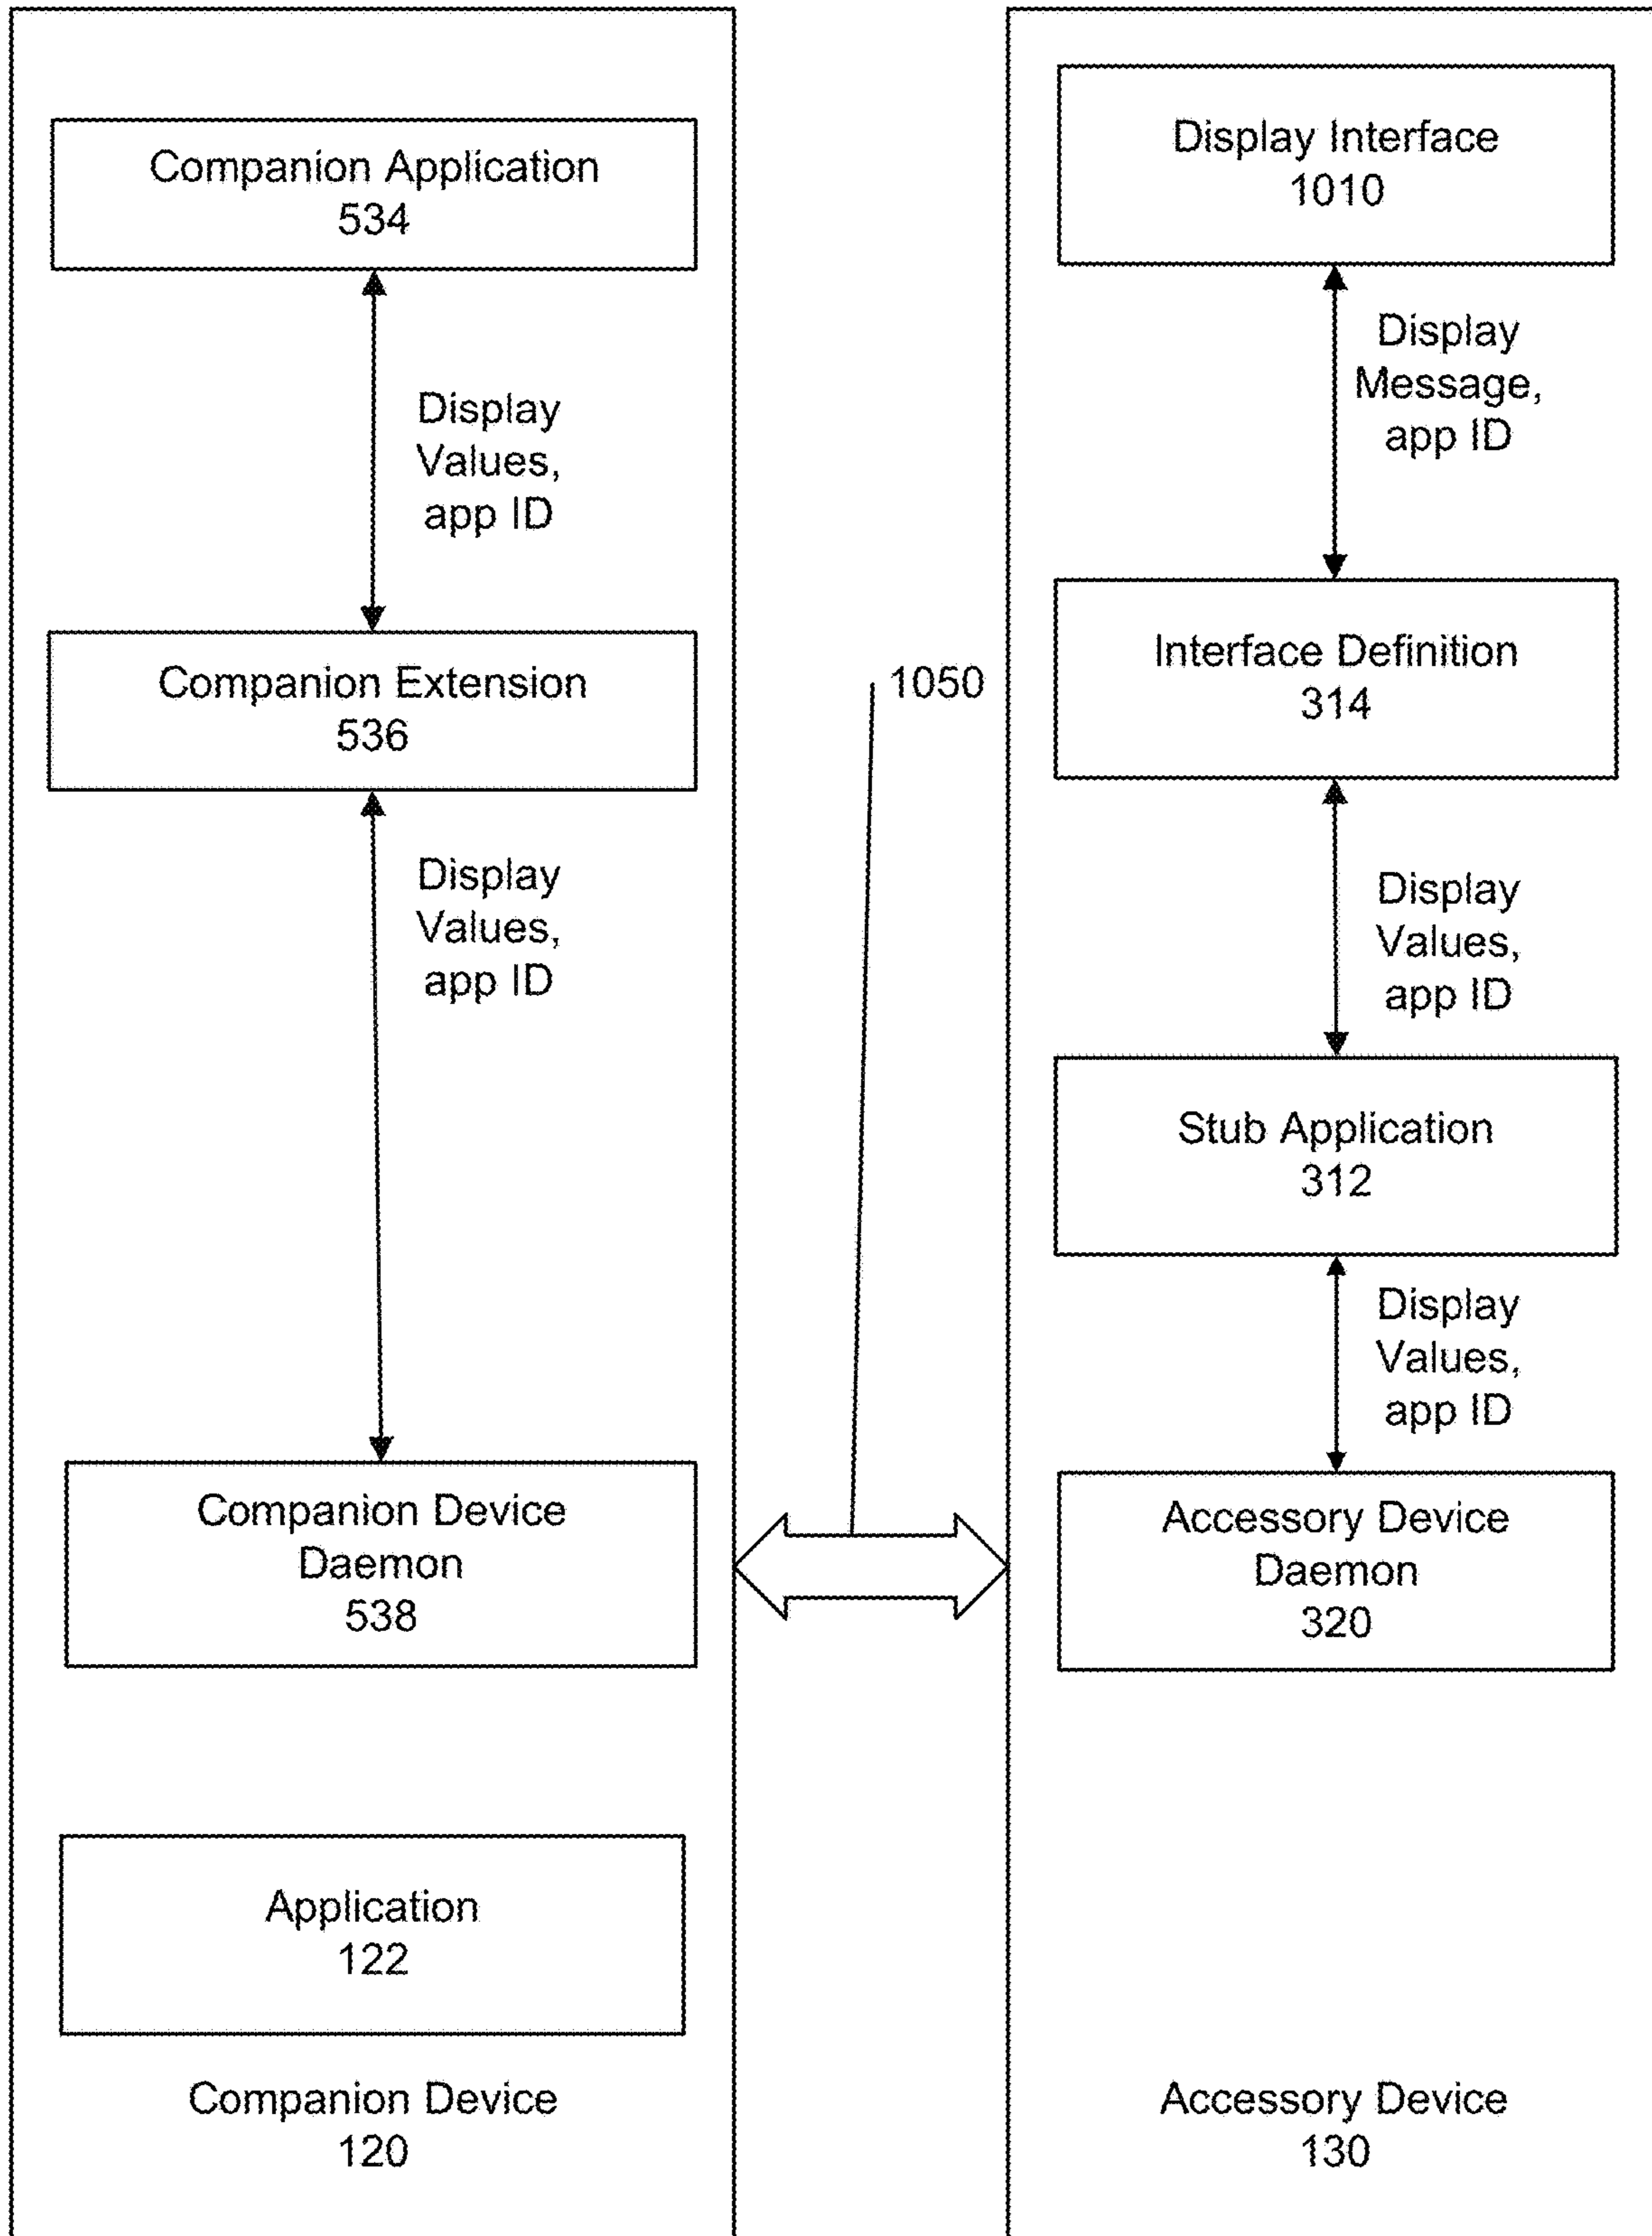 Companion Application
534
Display
Values,
app ID
Companion Extension
536
Display
Values,
app ID
Companion Device
Daemon
538
Application
122
Companion Device
120
1050
Display Interface
1010
Display
Message,
app ID
Interface Definition
314
Display
Values,
app ID
Stub Application
312
Display
Values,
app ID
Accessory Device
Daemon
320
Accessory Device
130